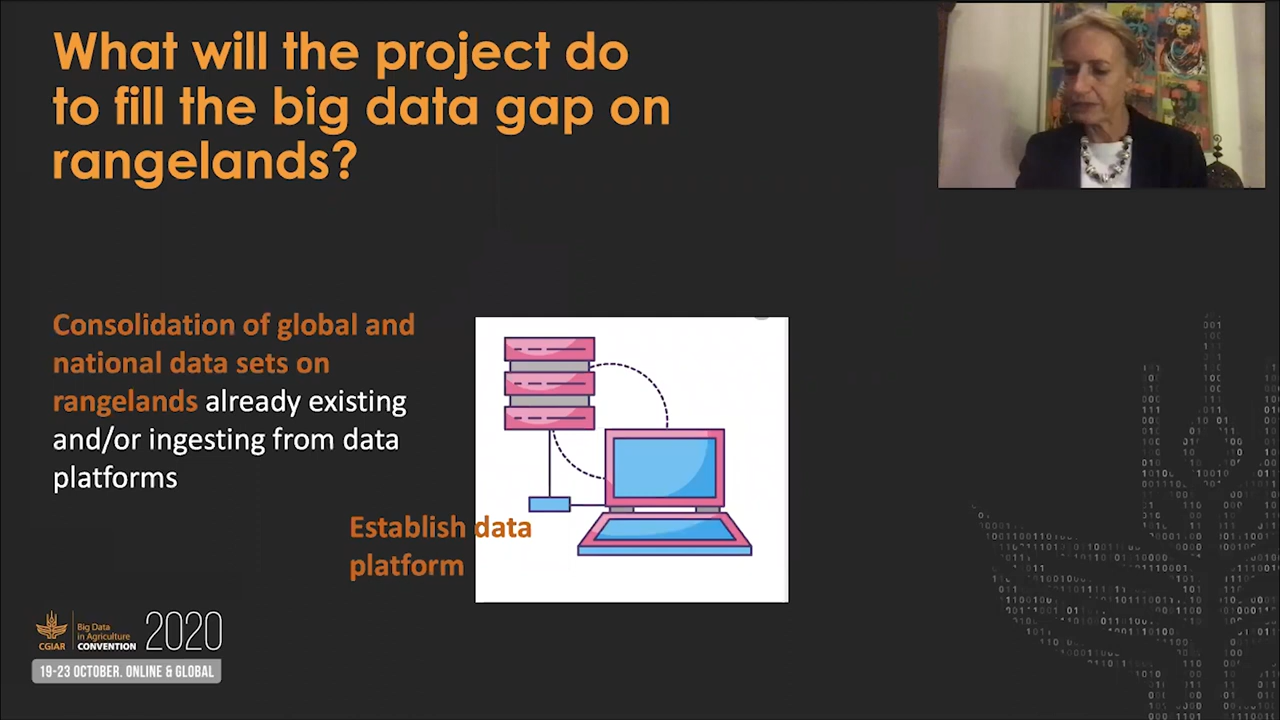 What will the project do
to fill the big data gap on
rangelands?
Consolidation of global and
national data sets on
rangelands already existing
and/or ingesting from data
platforms
Establish data
platform
CGIAR
Big Data
in Agriculture
CONVENTION
2020
19-23 OCTOBER. ONLINE & GLOBAL